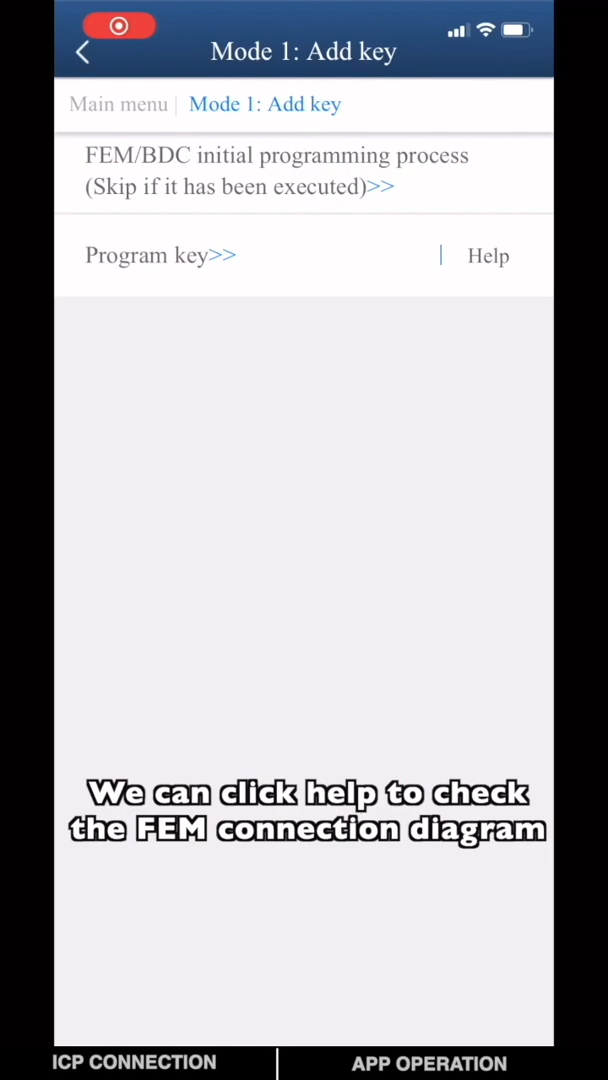 Mode 1: Add key
Main menu | Mode 1: Add key
FEM/BDC initial programming process
(Skip if it has been executed)>>
Program key>> | Help
We can click help to check
the FEM connection diagram
ICP CONNECTION | APP OPERATION